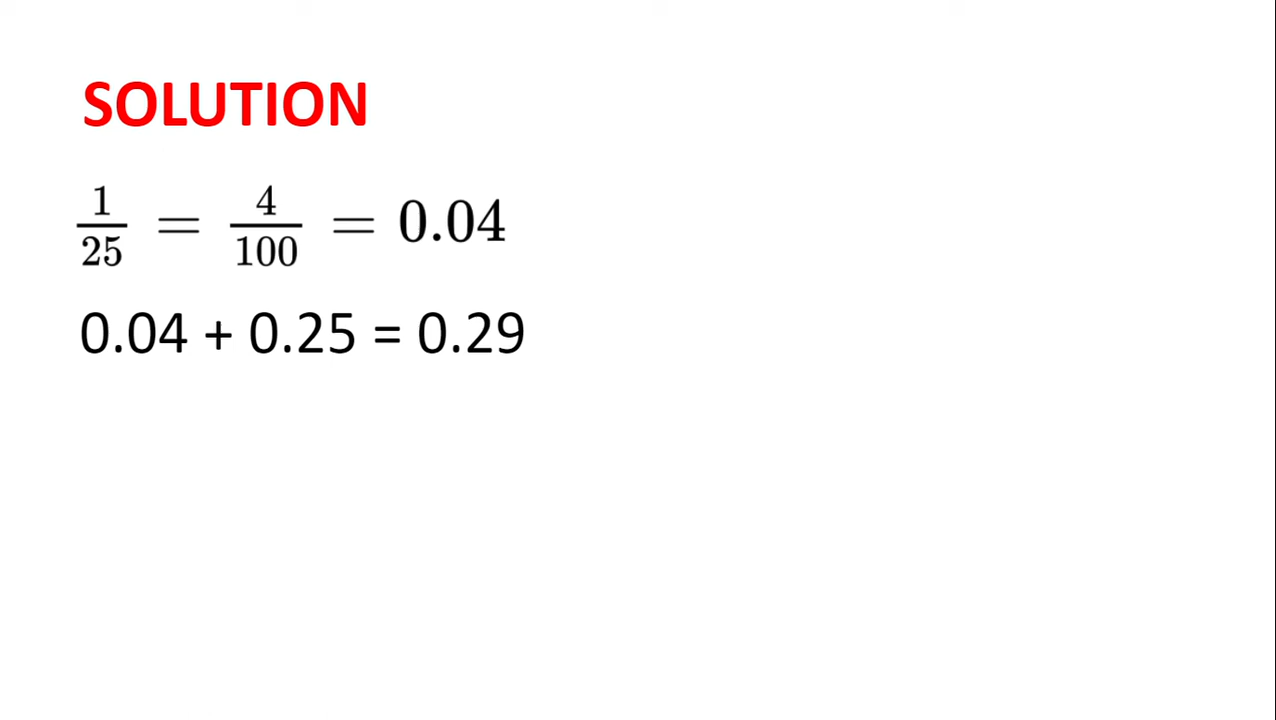 SOLUTION
1/25 = 4/100 = 0.04
0.04 + 0.25 = 0.29